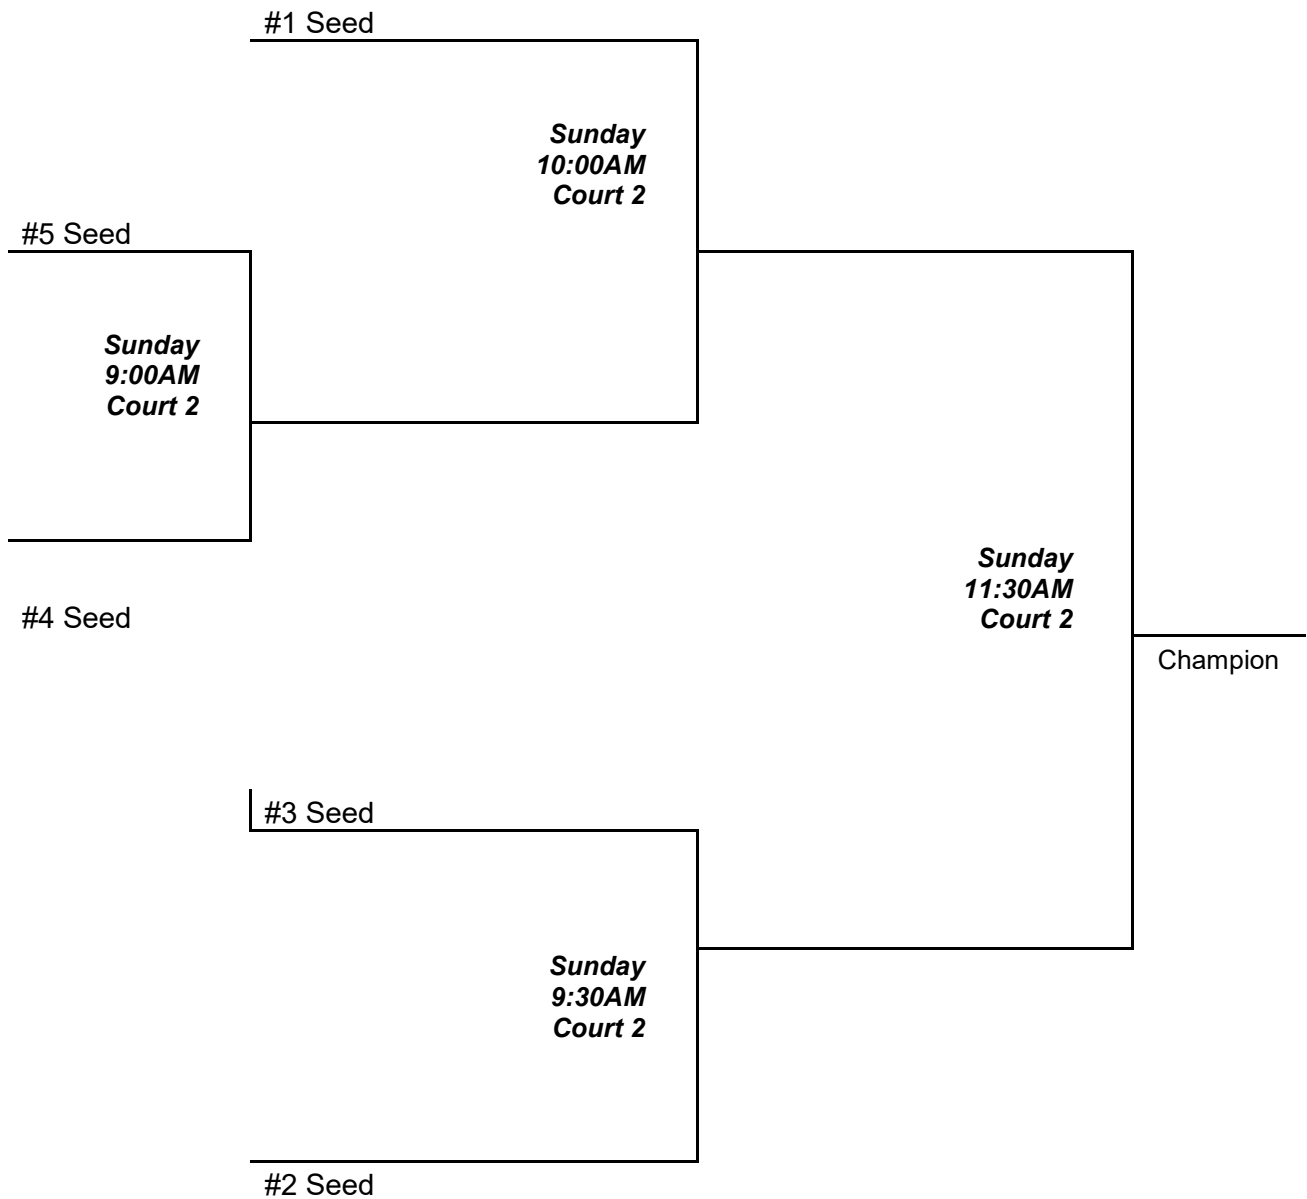 #1 Seed
Sunday
10:00AM
Court 2
#5 Seed
Sunday
9:00AM
Court 2
#4 Seed
Sunday
11:30AM
Court 2
Champion
#3 Seed
Sunday
9:30AM
Court 2
#2 Seed